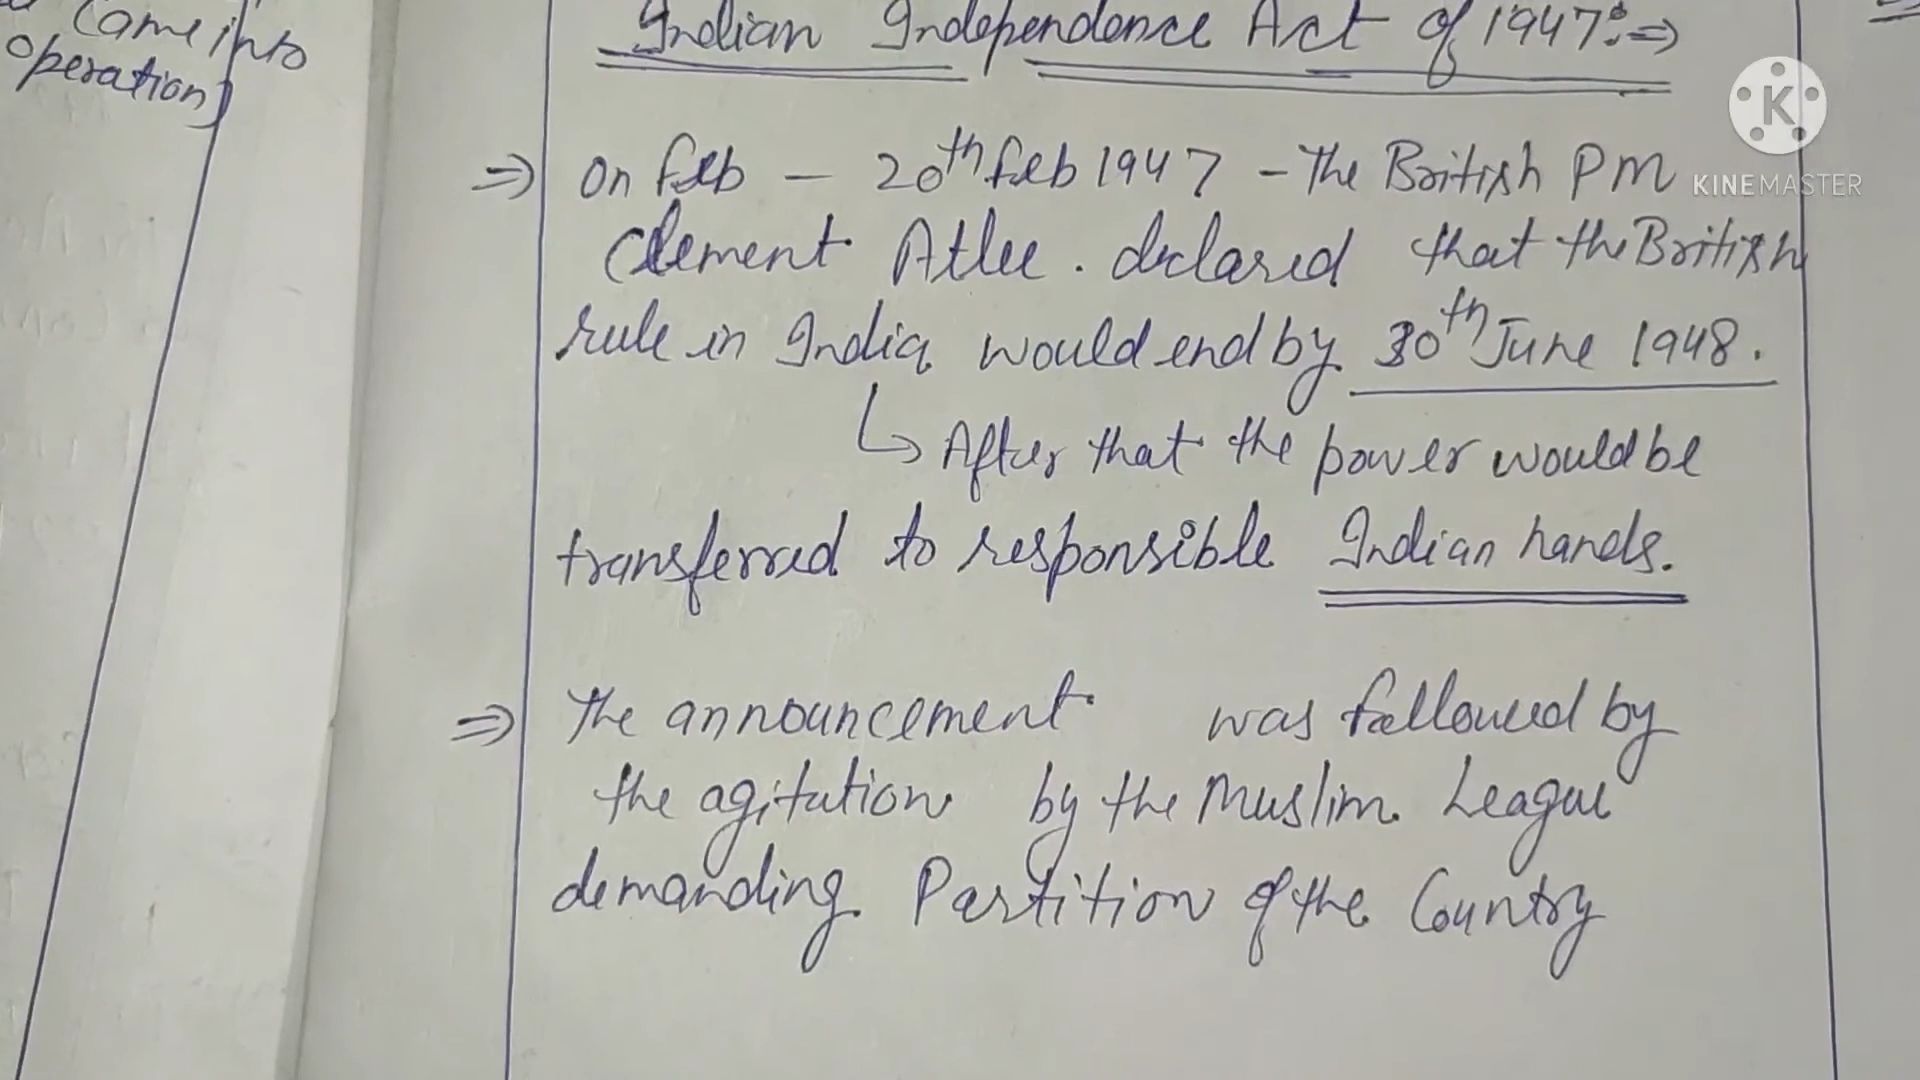 Came into
operation)
Indian Independence Act of 1947:⇒
⇒ On Feb – 20th Feb 1947 – The British PM
Clement Atlee. declared that the British
rule in India would end by 30th June 1948.
↳ After that the power would be
transferred to responsible Indian hands.
⇒ The announcement was followed by
the agitation by the Muslim League
demanding Partition of the Country
K
KINEMASTER